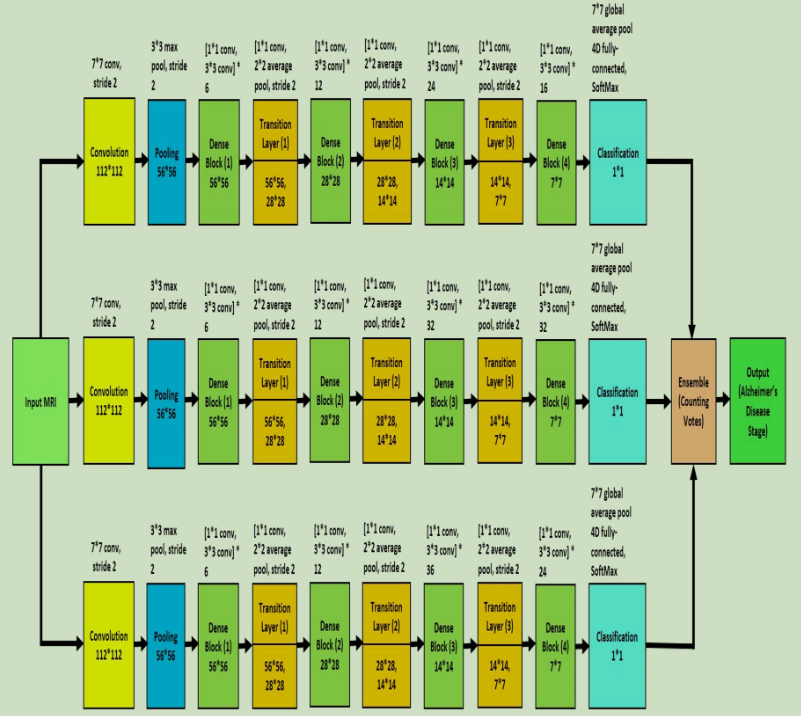 7*7 conv,
stride 2
3*3 max
pool, stride
2
[1*1 conv,
3*3 conv] *
6
[1*1 conv,
2*2 average
pool, stride 2
[1*1 conv,
3*3 conv] *
12
[1*1 conv,
2*2 average
pool, stride 2
[1*1 conv,
3*3 conv] *
24
[1*1 conv,
2*2 average
pool, stride 2
[1*1 conv,
3*3 conv] *
16
7*7 global
average pool
4D fully-
connected,
SoftMax
Convolution
112*112
Pooling
56*56
Dense
Block (1)
56*56
Transition
Layer (1)
56*56,
28*28
Dense
Block (2)
28*28
Transition
Layer (2)
28*28,
14*14
Dense
Block (3)
14*14
Transition
Layer (3)
14*14,
7*7
Dense
Block (4)
7*7
Classification
1*1
7*7 conv,
stride 2
3*3 max
pool, stride
2
[1*1 conv,
3*3 conv] *
6
[1*1 conv,
2*2 average
pool, stride 2
[1*1 conv,
3*3 conv] *
12
[1*1 conv,
2*2 average
pool, stride 2
[1*1 conv,
3*3 conv] *
32
[1*1 conv,
2*2 average
pool, stride 2
[1*1 conv,
3*3 conv] *
32
7*7 global
average pool
4D fully-
connected,
SoftMax
Input MRI
Convolution
112*112
Pooling
56*56
Dense
Block (1)
56*56
Transition
Layer (1)
56*56,
28*28
Dense
Block (2)
28*28
Transition
Layer (2)
28*28,
14*14
Dense
Block (3)
14*14
Transition
Layer (3)
14*14,
7*7
Dense
Block (4)
7*7
Classification
1*1
Ensemble
(Counting
Votes)
Output
(Alzheimer's
Disease
Stage)
7*7 conv,
stride 2
3*3 max
pool, stride
2
[1*1 conv,
3*3 conv] *
6
[1*1 conv,
2*2 average
pool, stride 2
[1*1 conv,
3*3 conv] *
12
[1*1 conv,
2*2 average
pool, stride 2
[1*1 conv,
3*3 conv] *
36
[1*1 conv,
2*2 average
pool, stride 2
[1*1 conv,
3*3 conv] *
24
7*7 global
average pool
4D fully-
connected,
SoftMax
Convolution
112*112
Pooling
56*56
Dense
Block (1)
56*56
Transition
Layer (1)
56*56,
28*28
Dense
Block (2)
28*28
Transition
Layer (2)
28*28,
14*14
Dense
Block (3)
14*14
Transition
Layer (3)
14*14,
7*7
Dense
Block (4)
7*7
Classification
1*1